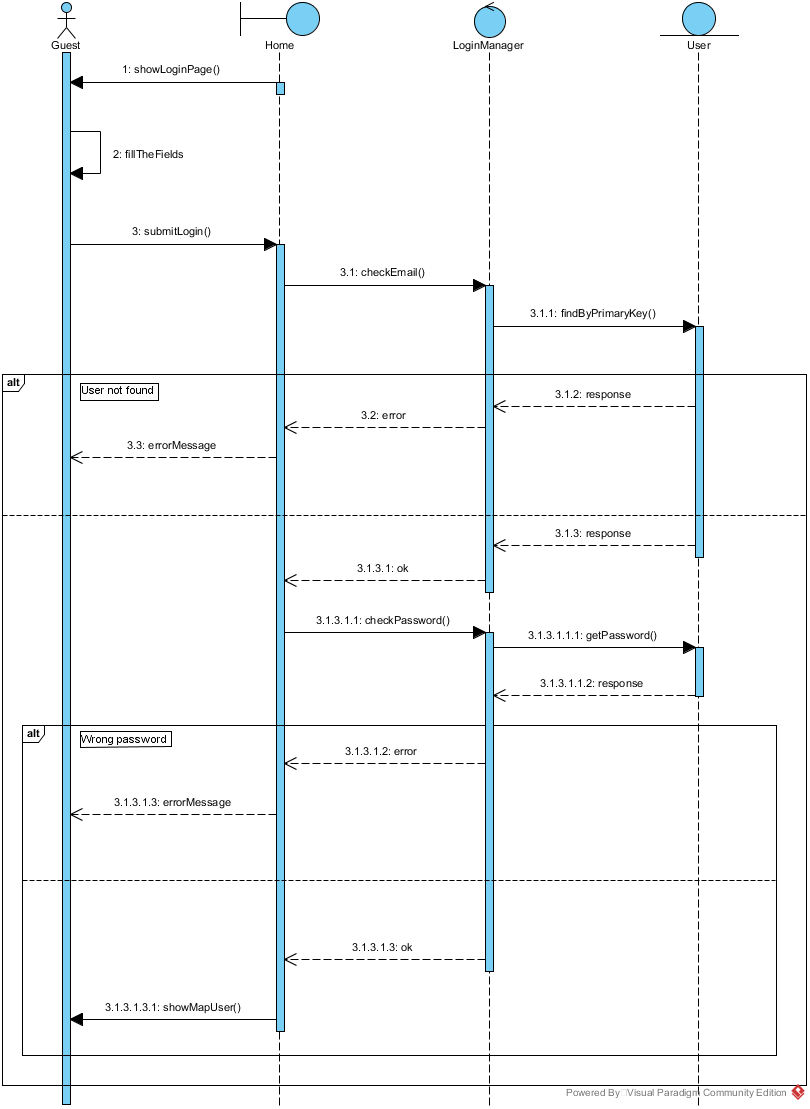 Guest
Home
LoginManager
User
1: showLoginPage()
2: fillTheFields
3: submitLogin()
3.1: checkEmail()
3.1.1: findByPrimaryKey()
alt
User not found
3.1.2: response
3.2: error
3.3: errorMessage
3.1.3: response
3.1.3.1: ok
3.1.3.1.1: checkPassword()
3.1.3.1.1.1: getPassword()
3.1.3.1.1.2: response
alt
Wrong password
3.1.3.1.2: error
3.1.3.1.3: errorMessage
3.1.3.1.3: ok
3.1.3.1.3.1: showMapUser()
Powered By Visual Paradigm Community Edition